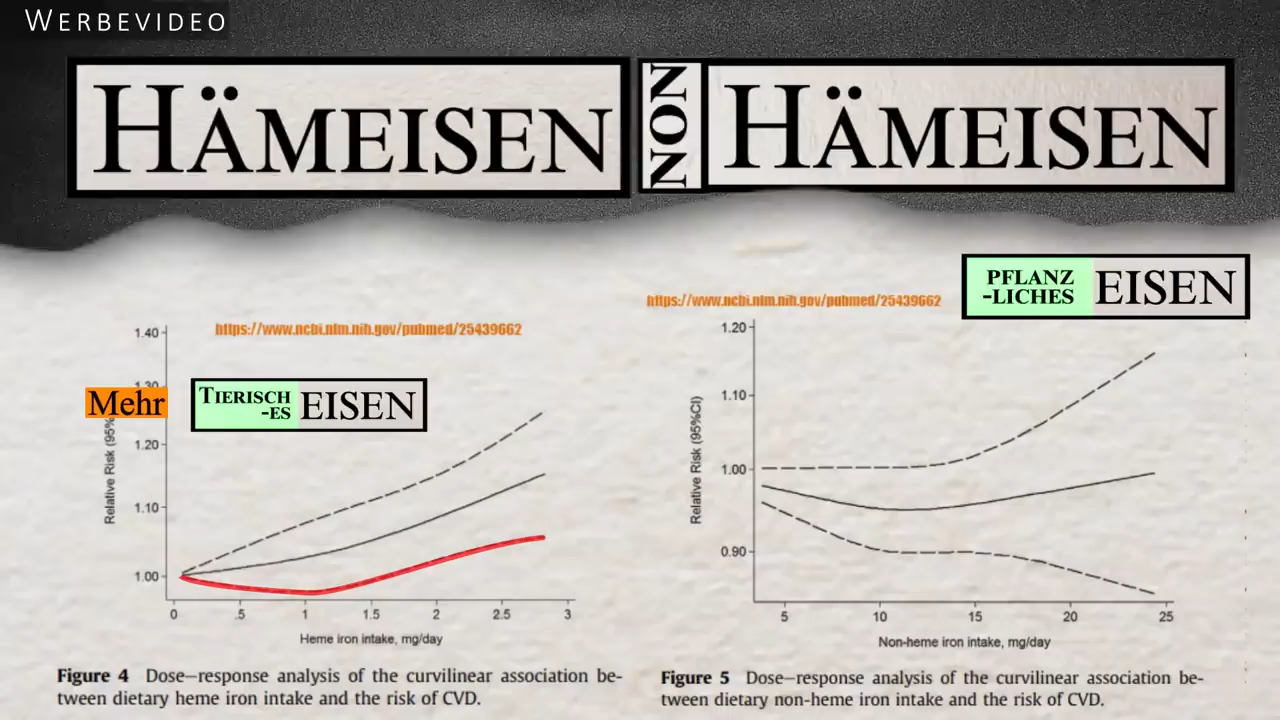 WERBEVIDEO
HÄMEISEN
NON HÄMEISEN
PFLANZ
-LICHES EISEN
https://www.ncbi.nlm.nih.gov/pubmed/25439662
https://www.ncbi.nlm.nih.gov/pubmed/25439662
Mehr
TIERISCH
-ES EISEN
1.40
1.30
1.20
1.10
1.00
Relative Risk (95%
0 .5 1 1.5 2 2.5 3
Heme iron intake, mg/day
Figure 4 Dose–response analysis of the curvilinear association be-
tween dietary heme iron intake and the risk of CVD.
1.20
1.10
1.00
0.90
Relative Risk (95%CI)
5 10 15 20 25
Non-heme iron intake, mg/day
Figure 5 Dose–response analysis of the curvilinear association be-
tween dietary non-heme iron intake and the risk of CVD.